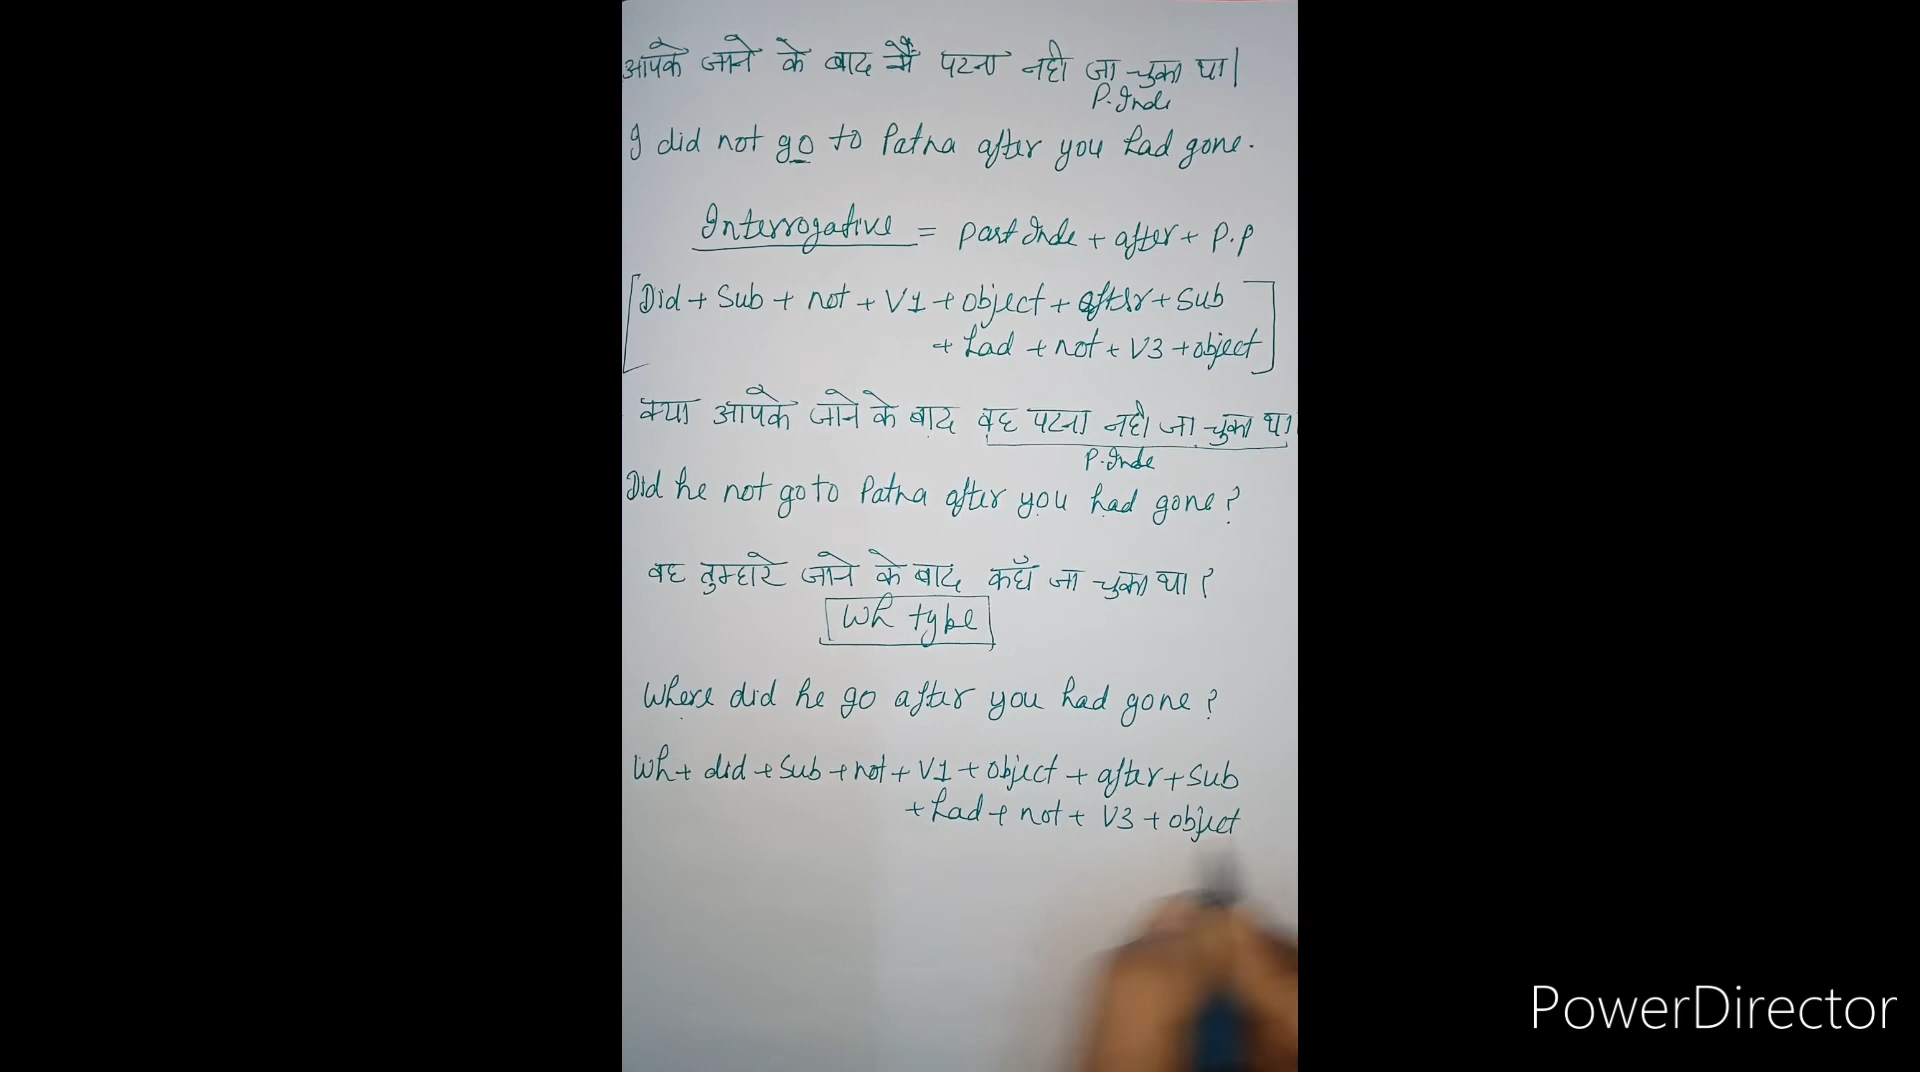 आपके जाने के बाद मैं पटना नही जा चुका था।
P. Inde
I did not go to Patna after you had gone.
Interrogative = Past Inde + after + P.P
Did + Sub + not + V1 + object + after + Sub
+ had + not + V3 + object
क्या आपके जाने के बाद वह पटना नही जा चुका था
P. Inde
Did he not go to Patna after you had gone?
वह तुम्हारे जाने के बाद कहाँ जा चुका था?
Wh type
Where did he go after you had gone?
Wh + did + Sub + not + V1 + object + after + Sub
+ had + not + V3 + object
PowerDirector